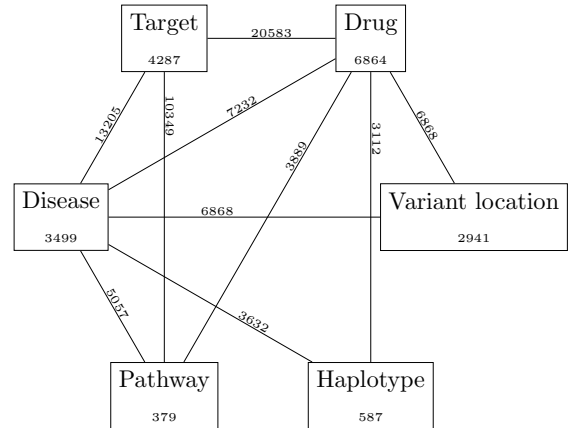 Target
4287
20583
Drug
6864
13205
10349
7232
3889
3112
6868
Disease
3499
6868
Variant location
2941
5057
3632
Pathway
379
Haplotype
587